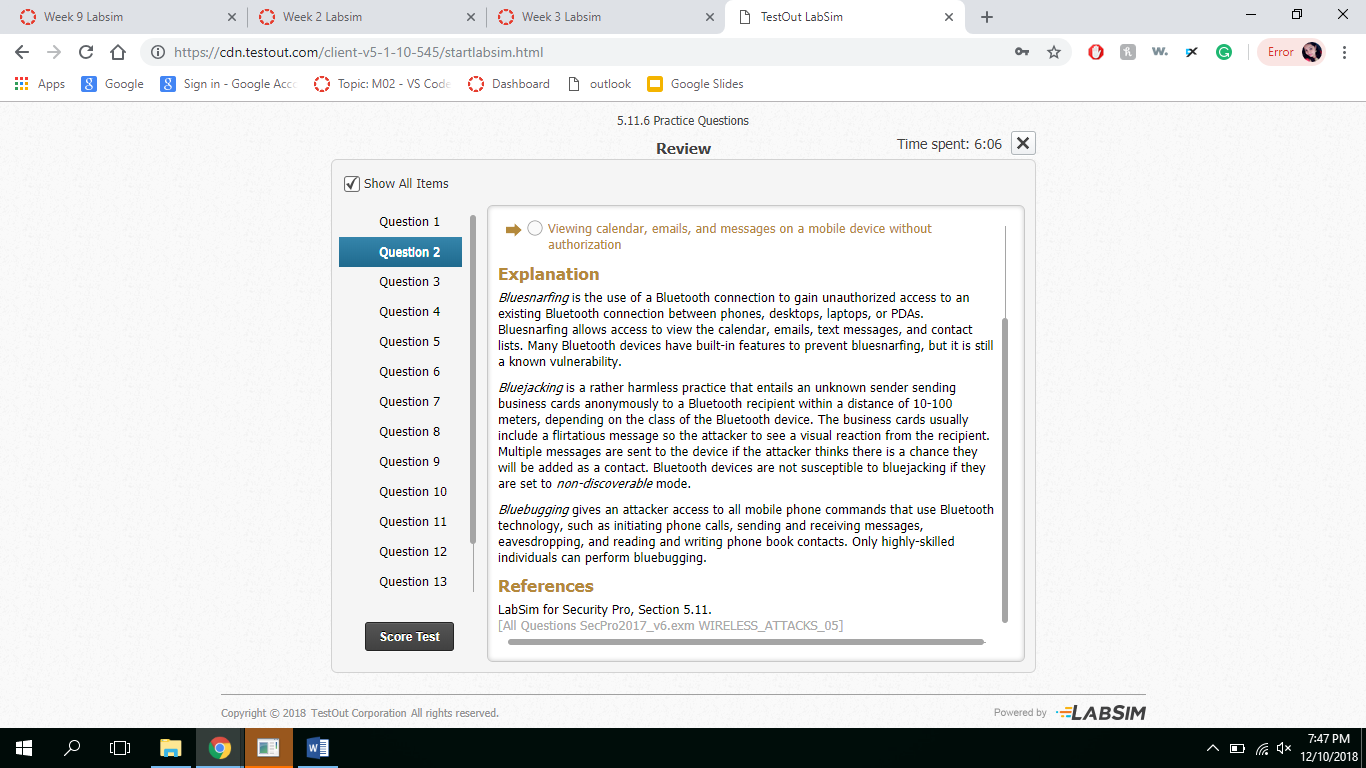 Week 9 Labsim
Week 2 Labsim
Week 3 Labsim
TestOut LabSim
https://cdn.testout.com/client-v5-1-10-545/startlabsim.html
Error
Apps
Google
Sign in - Google Acco
Topic: M02 - VS Code
Dashboard
outlook
Google Slides
5.11.6 Practice Questions
Review
Time spent: 6:06
Show All Items
Question 1
Question 2
Question 3
Question 4
Question 5
Question 6
Question 7
Question 8
Question 9
Question 10
Question 11
Question 12
Question 13
Score Test
Viewing calendar, emails, and messages on a mobile device without
authorization
Explanation
Bluesnarfing is the use of a Bluetooth connection to gain unauthorized access to an
existing Bluetooth connection between phones, desktops, laptops, or PDAs.
Bluesnarfing allows access to view the calendar, emails, text messages, and contact
lists. Many Bluetooth devices have built-in features to prevent bluesnarfing, but it is still
a known vulnerability.
Bluejacking is a rather harmless practice that entails an unknown sender sending
business cards anonymously to a Bluetooth recipient within a distance of 10-100
meters, depending on the class of the Bluetooth device. The business cards usually
include a flirtatious message so the attacker to see a visual reaction from the recipient.
Multiple messages are sent to the device if the attacker thinks there is a chance they
will be added as a contact. Bluetooth devices are not susceptible to bluejacking if they
are set to non-discoverable mode.
Bluebugging gives an attacker access to all mobile phone commands that use Bluetooth
technology, such as initiating phone calls, sending and receiving messages,
eavesdropping, and reading and writing phone book contacts. Only highly-skilled
individuals can perform bluebugging.
References
LabSim for Security Pro, Section 5.11.
[All Questions SecPro2017_v6.exm WIRELESS_ATTACKS_05]
Copyright © 2018 TestOut Corporation All rights reserved.
Powered by LABSIM
7:47 PM
12/10/2018